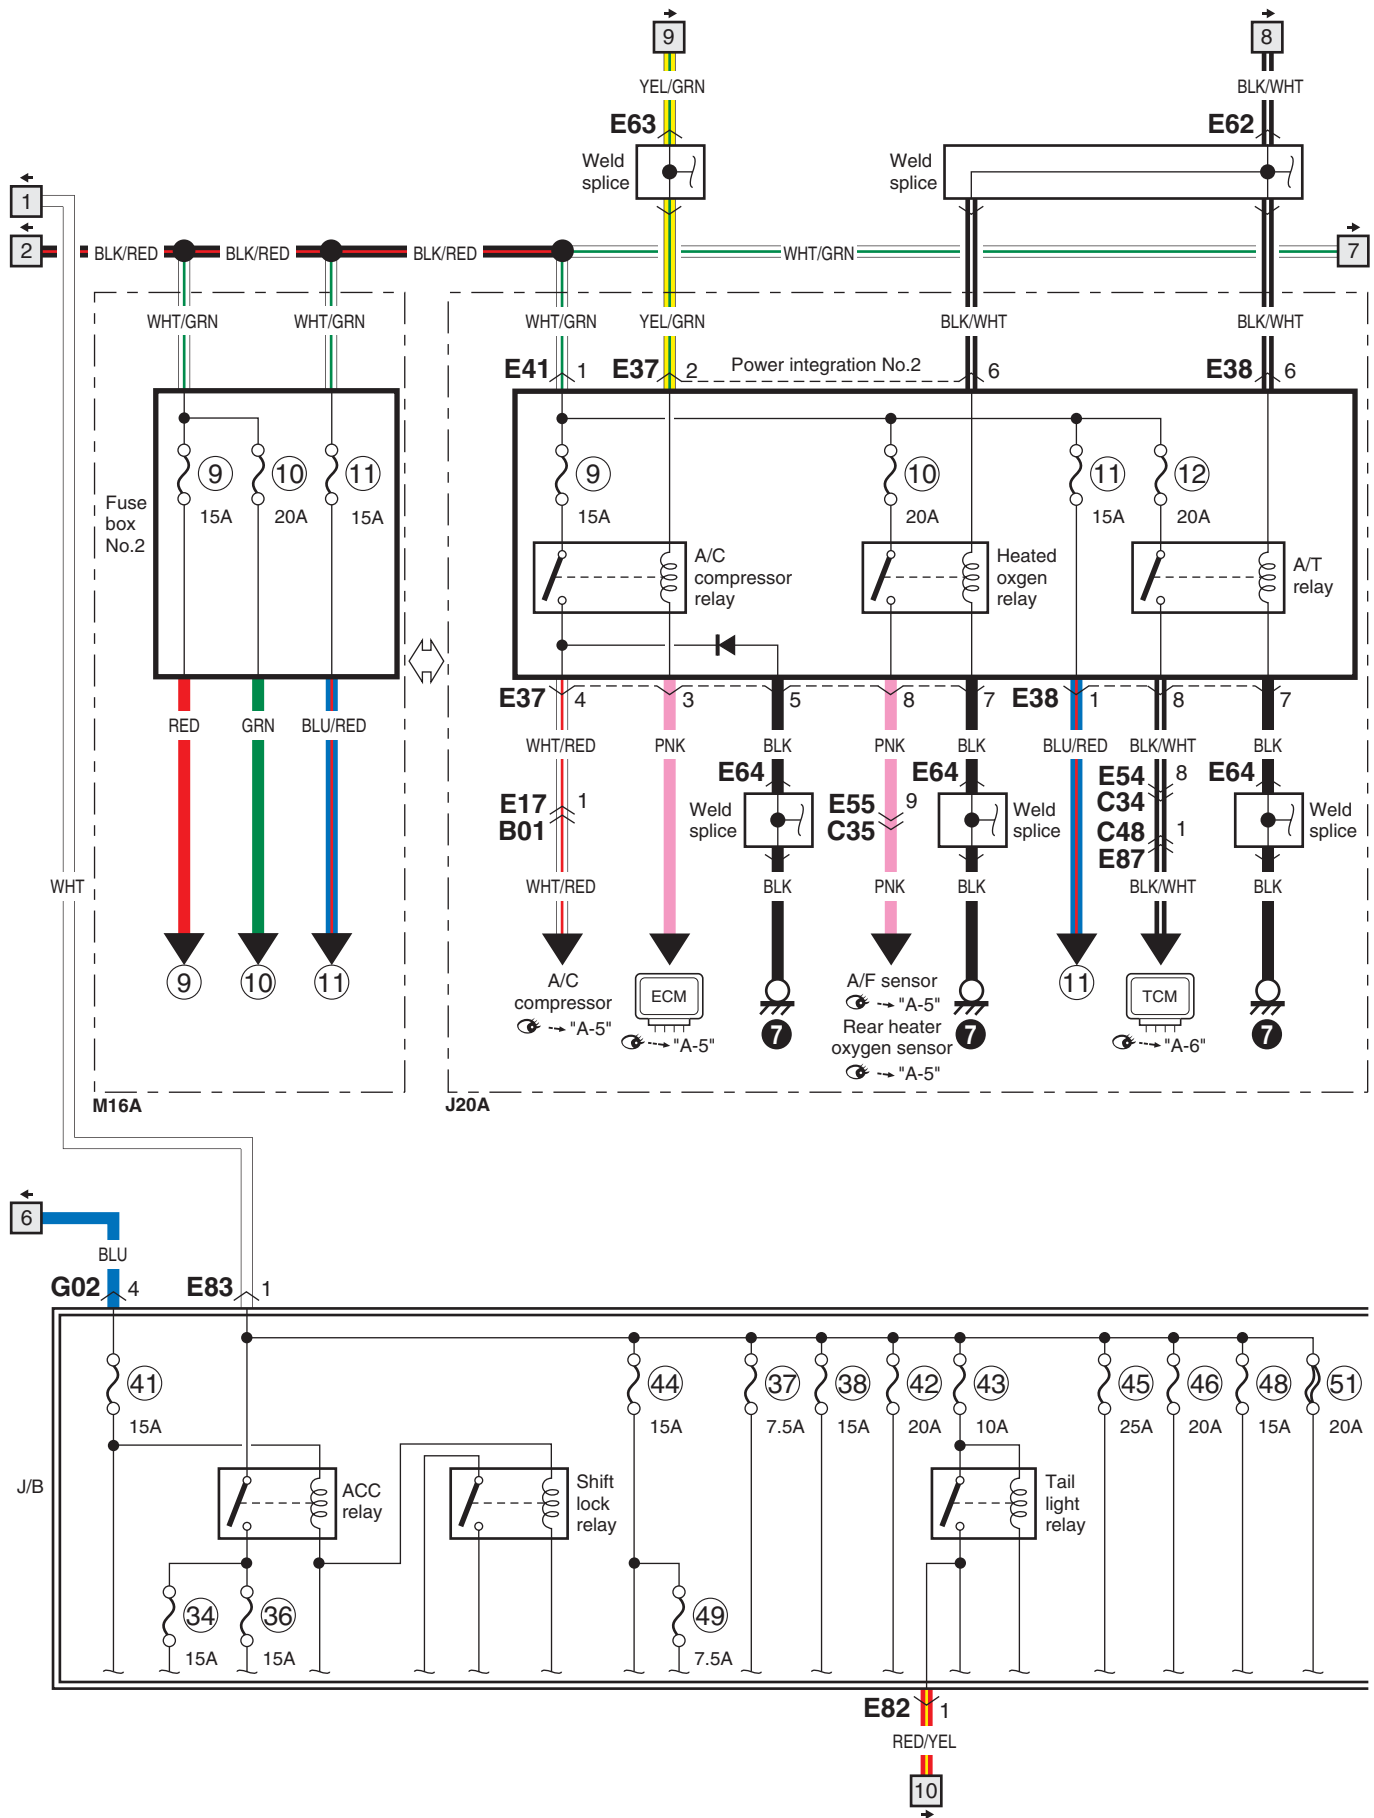 9
8
YEL/GRN
BLK/WHT
E63
E62
Weld
splice
Weld
splice
1
2
BLK/RED
BLK/RED
BLK/RED
WHT/GRN
7
WHT/GRN
WHT/GRN
WHT/GRN
YEL/GRN
BLK/WHT
BLK/WHT
E41 1
E37 2
Power integration No.2
6
E38 6
Fuse
box
No.2
9
15A
10
20A
11
15A
9
15A
10
20A
11
15A
12
20A
A/C
compressor
relay
Heated
oxgen
relay
A/T
relay
E37 4
3
5
8
7
E38 1
8
7
RED
GRN
BLU/RED
WHT/RED
PNK
BLK
PNK
BLK
BLU/RED
BLK/WHT
BLK
E17 1
B01
E64
Weld
splice
E55 9
C35
E64
Weld
splice
E54 8
C34
C48 1
E87
E64
Weld
splice
WHT
WHT/RED
BLK
PNK
BLK
BLK/WHT
BLK
9
10
11
A/C
compressor
"A-5"
ECM
"A-5"
7
A/F sensor
"A-5"
Rear heater
oxygen sensor
"A-5"
7
11
TCM
"A-6"
7
M16A
J20A
6
BLU
G02 4
E83 1
41
15A
44
15A
37
7.5A
38
15A
42
20A
43
10A
45
25A
46
20A
48
15A
51
20A
J/B
ACC
relay
Shift
lock
relay
Tail
light
relay
34
15A
36
15A
49
7.5A
E82 1
RED/YEL
10